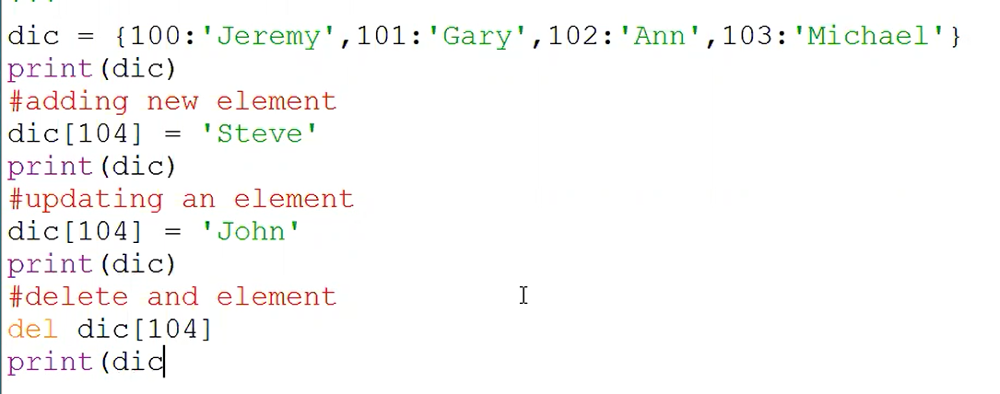 dic = {100:'Jeremy',101:'Gary',102:'Ann',103:'Michael'}
print(dic)
#adding new element
dic[104] = 'Steve'
print(dic)
#updating an element
dic[104] = 'John'
print(dic)
#delete and element
del dic[104]
print(dic